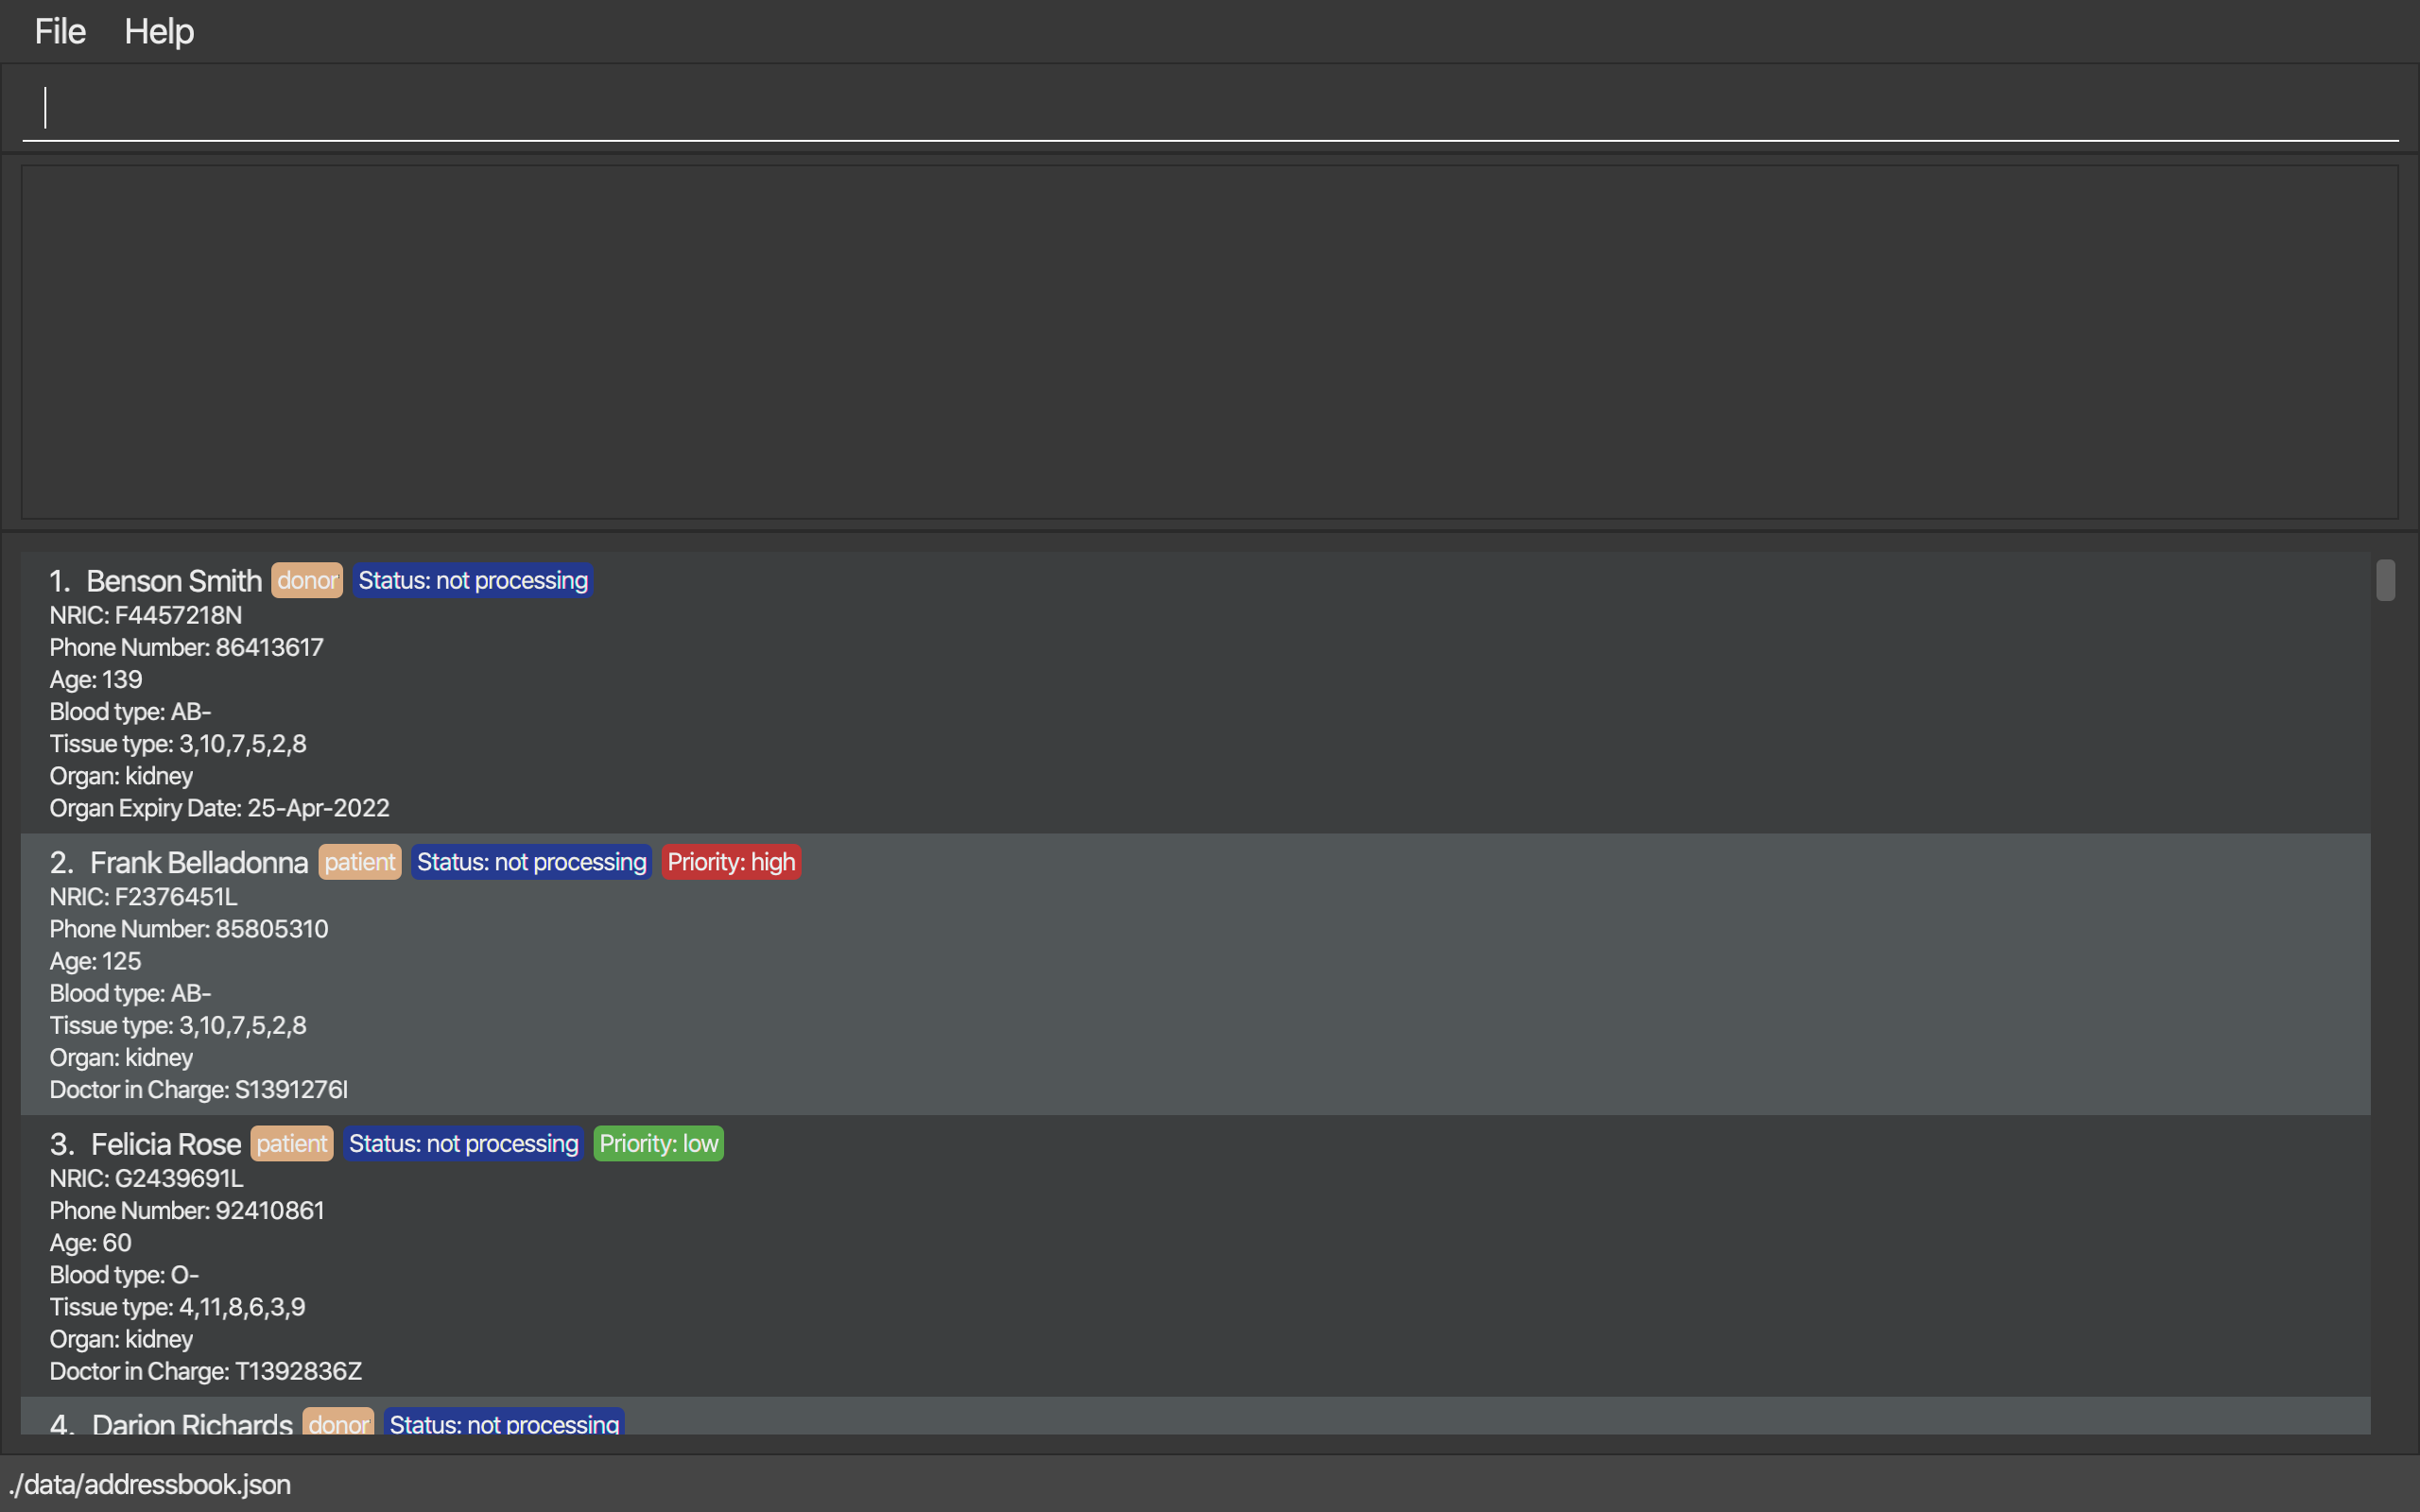 File Help
1. Benson Smith donor Status: not processing
NRIC: F4457218N
Phone Number: 86413617
Age: 139
Blood type: AB-
Tissue type: 3,10,7,5,2,8
Organ: kidney
Organ Expiry Date: 25-Apr-2022
2. Frank Belladonna patient Status: not processing Priority: high
NRIC: F2376451L
Phone Number: 85805310
Age: 125
Blood type: AB-
Tissue type: 3,10,7,5,2,8
Organ: kidney
Doctor in Charge: S1391276I
3. Felicia Rose patient Status: not processing Priority: low
NRIC: G2439691L
Phone Number: 92410861
Age: 60
Blood type: O-
Tissue type: 4,11,8,6,3,9
Organ: kidney
Doctor in Charge: T1392836Z
4. Darion Richards donor Status: not processing
./data/addressbook.json